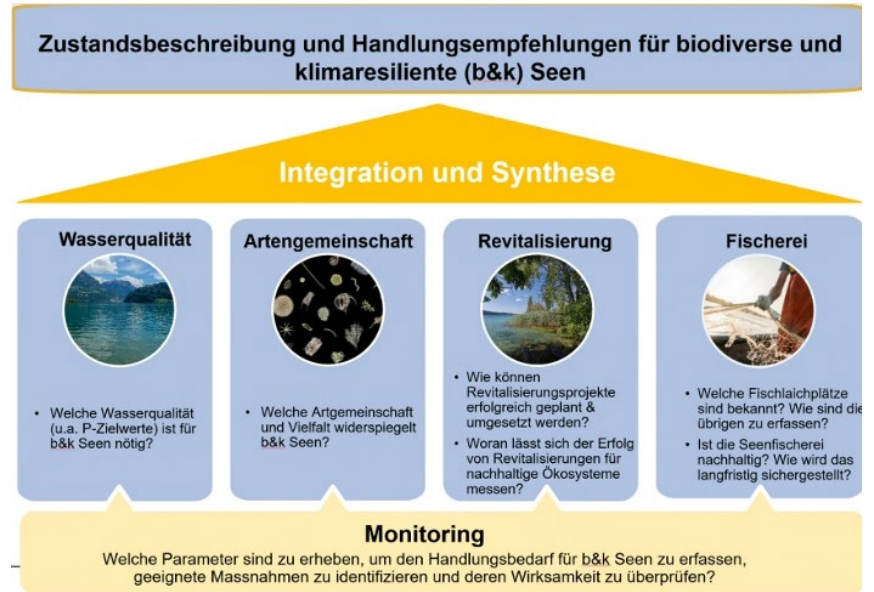 Zustandsbeschreibung und Handlungsempfehlungen für biodiverse und
klimaresiliente (b&k) Seen
Integration und Synthese
Wasserqualität
• Welche Wasserqualität
(u.a. P-Zielwerte) ist für
b&k Seen nötig?
Artengemeinschaft
• Welche Artgemeinschaft
und Vielfalt widerspiegelt
b&k Seen?
Revitalisierung
• Wie können
Revitalisierungsprojekte
erfolgreich geplant &
umgesetzt werden?
• Woran lässt sich der Erfolg
von Revitalisierungen für
nachhaltige Ökosysteme
messen?
Fischerei
• Welche Fischlaichplätze
sind bekannt? Wie sind die
übrigen zu erfassen?
• Ist die Seenfischerei
nachhaltig? Wie wird das
langfristig sichergestellt?
Monitoring
Welche Parameter sind zu erheben, um den Handlungsbedarf für b&k Seen zu erfassen,
geeignete Massnahmen zu identifizieren und deren Wirksamkeit zu überprüfen?